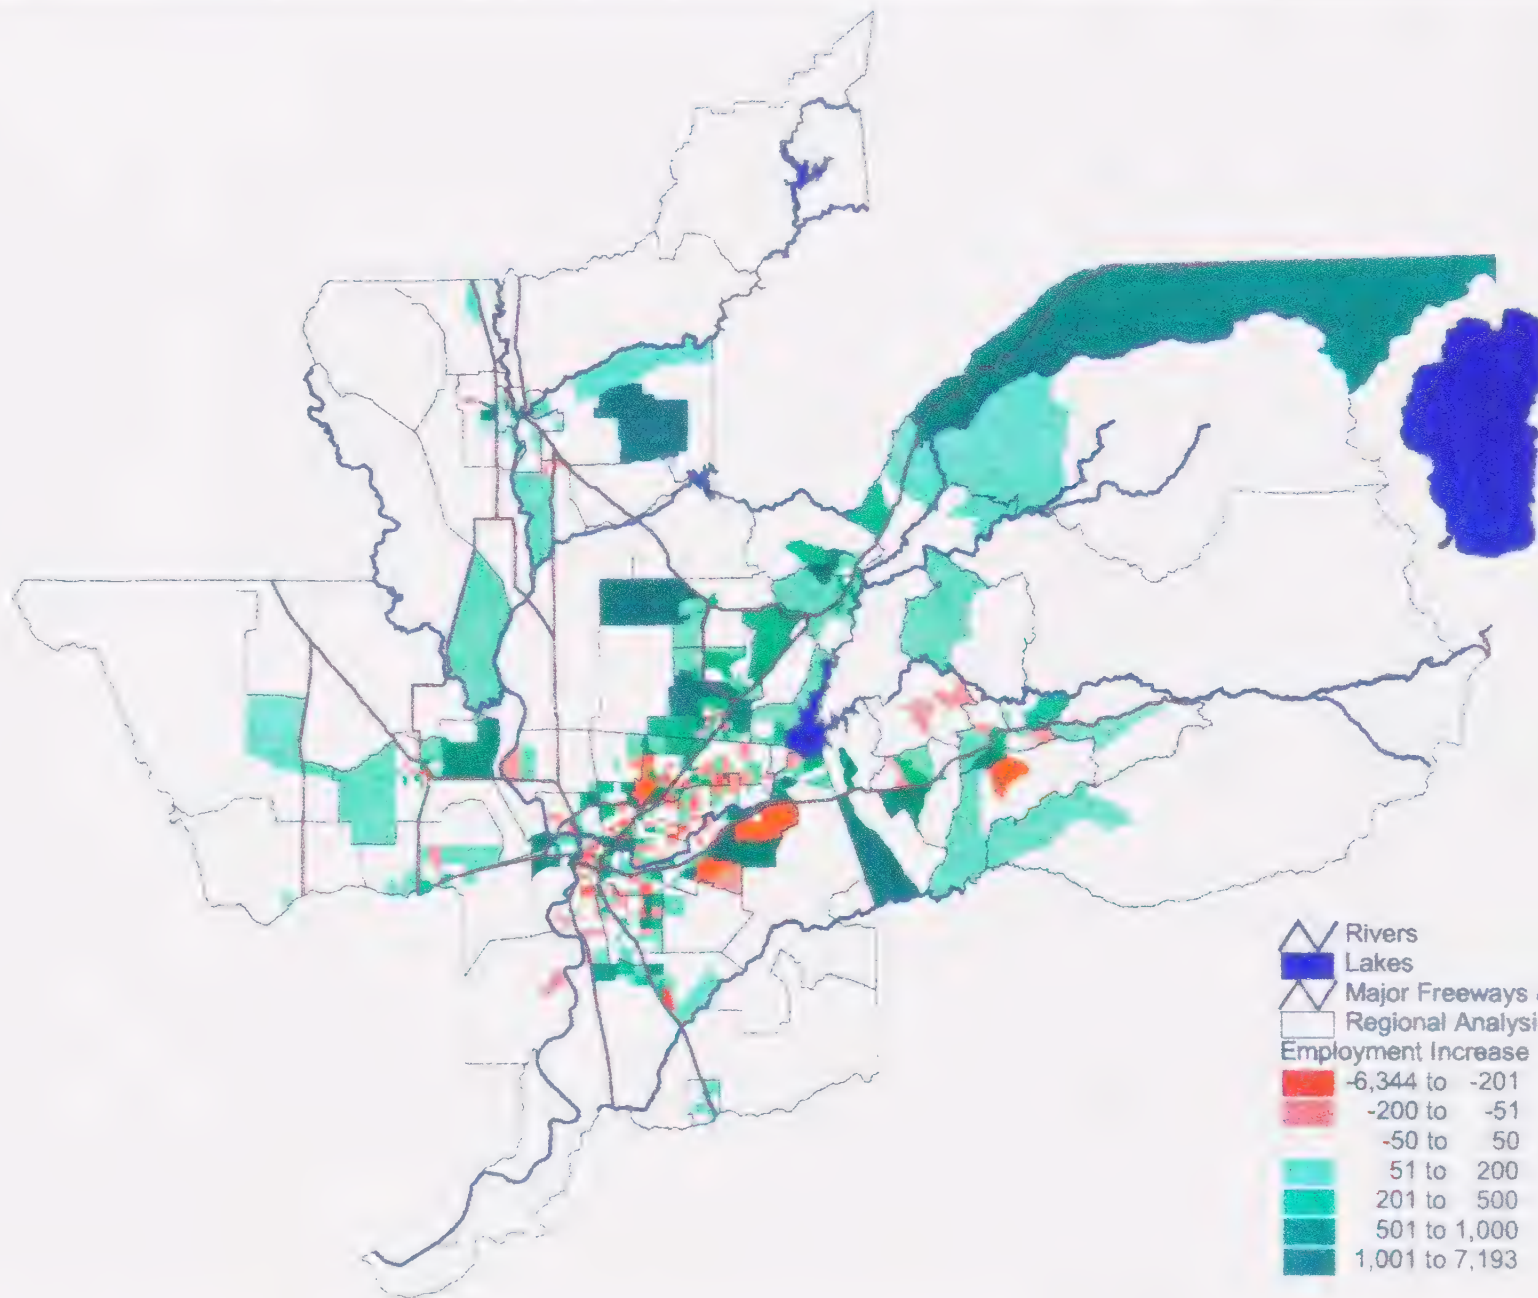 Rivers
Lakes
Major Freeways
Regional Analysi
Employment Increase
-6,344 to -201
-200 to -51
-50 to 50
51 to 200
201 to 500
501 to 1,000
1,001 to 7,193